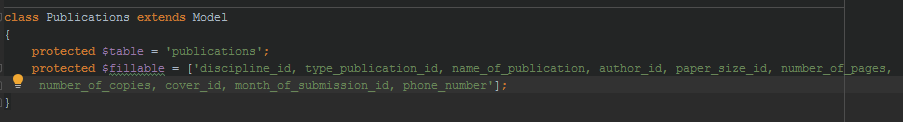 class Publications extends Model
{
protected $table = 'publications';
protected $fillable = ['discipline_id, type_publication_id, name_of_publication, author_id, paper_size_id, number_of_pages,
number_of_copies, cover_id, month_of_submission_id, phone_number'];
}